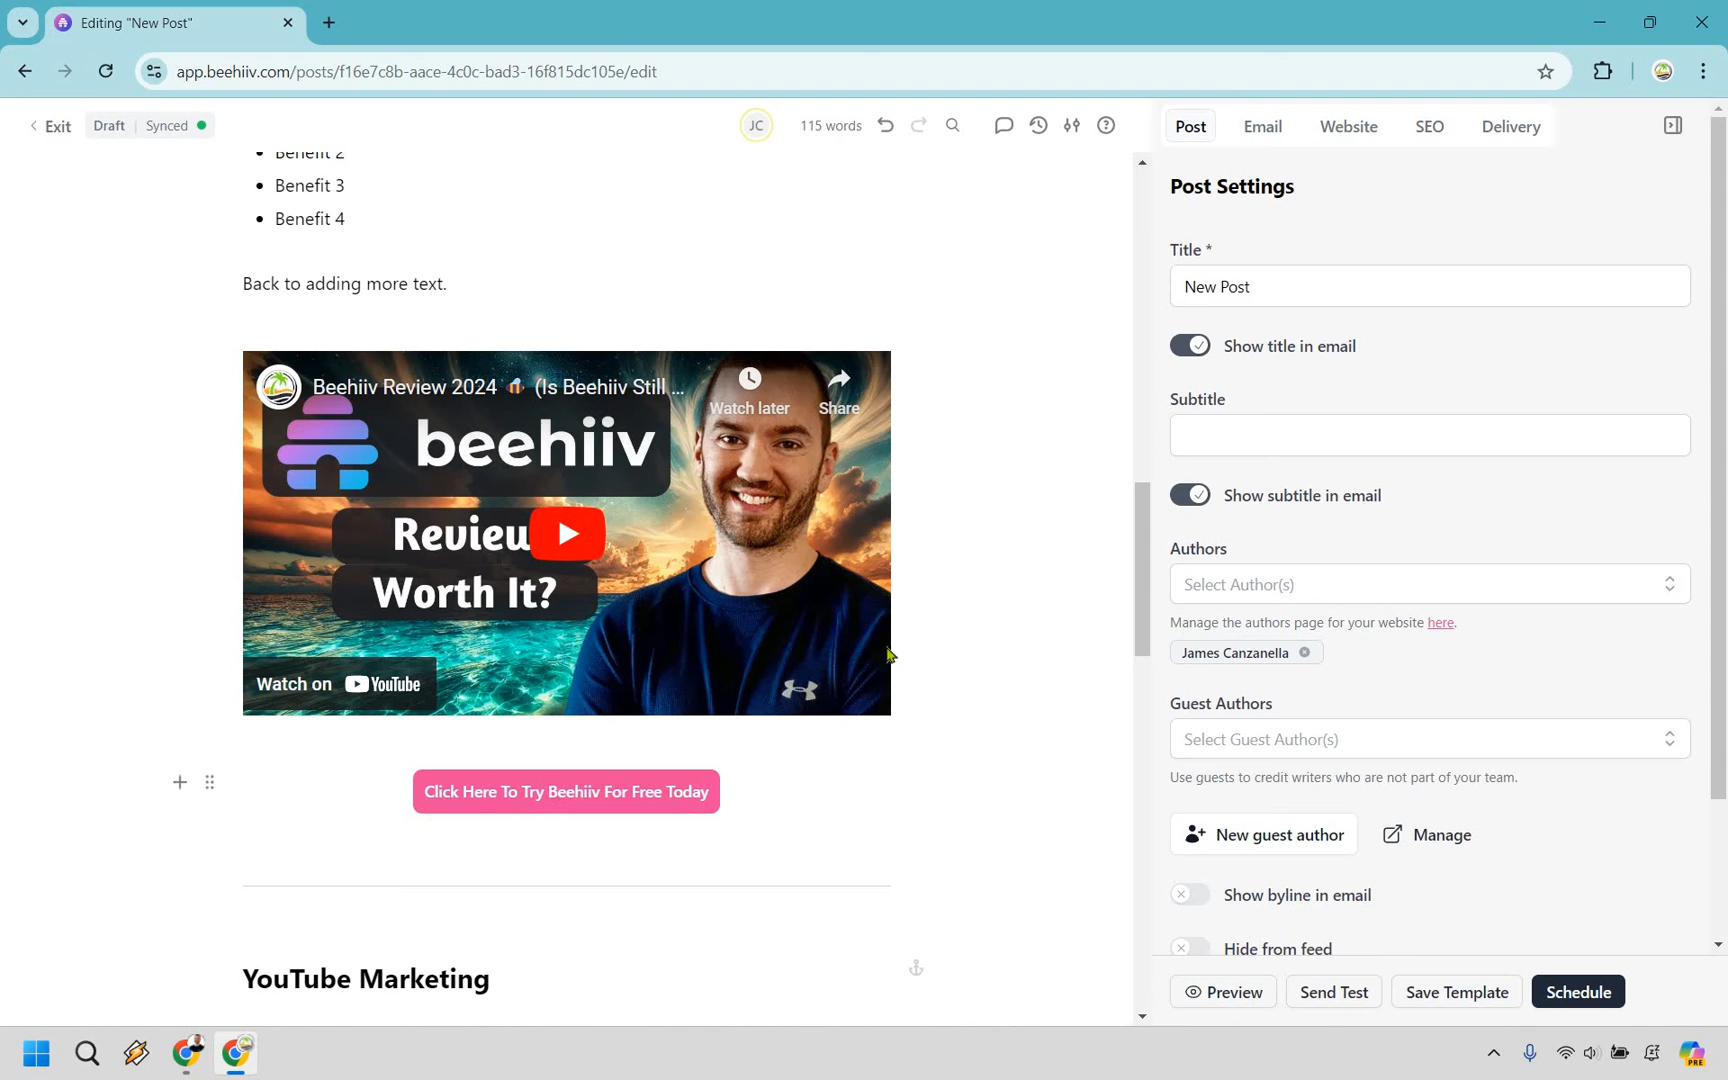 Editing "New Post"
app.beehiiv.com/posts/f16e7c8b-aace-4c0c-bad3-16f815dc105e/edit
Exit
Draft
Synced
JC
115 words
Post
Email
Website
SEO
Delivery
Benefit 2
Benefit 3
Benefit 4
Back to adding more text.
Beehiiv Review 2024 🐝 (Is Beehiiv Still ...
Watch later
Share
beehiiv
Review
Worth It?
Watch on YouTube
Click Here To Try Beehiiv For Free Today
YouTube Marketing
Post Settings
Title *
New Post
Show title in email
Subtitle
Show subtitle in email
Authors
Select Author(s)
Manage the authors page for your website here.
James Canzanella
Guest Authors
Select Guest Author(s)
Use guests to credit writers who are not part of your team.
New guest author
Manage
Show byline in email
Hide from feed
Preview
Send Test
Save Template
Schedule
PRE